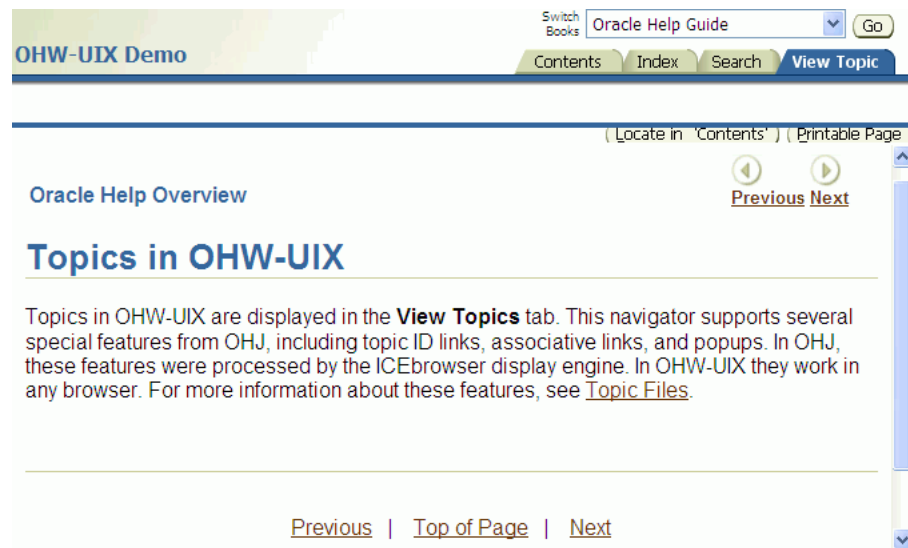 Switch Books Oracle Help Guide Go
OHW-UIX Demo
Contents Index Search View Topic
Locate in 'Contents' Printable Page
Oracle Help Overview
Previous Next
Topics in OHW-UIX
Topics in OHW-UIX are displayed in the View Topics tab. This navigator supports several
special features from OHJ, including topic ID links, associative links, and popups. In OHJ,
these features were processed by the ICEbrowser display engine. In OHW-UIX they work in
any browser. For more information about these features, see Topic Files.
Previous | Top of Page | Next